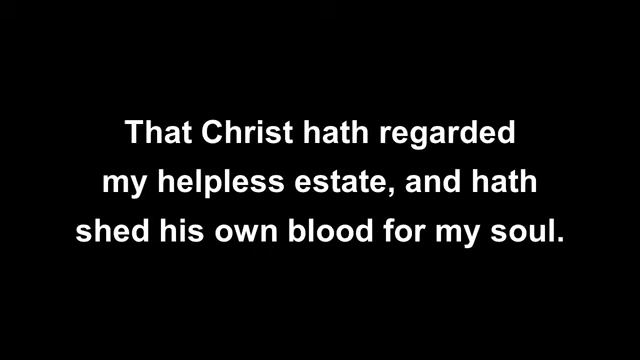 That Christ hath regarded
my helpless estate, and hath
shed his own blood for my soul.